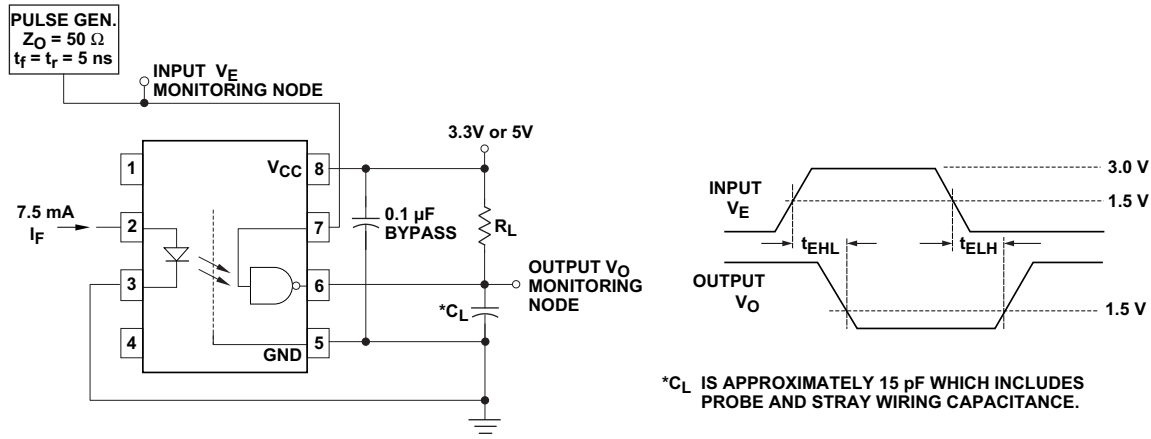 PULSE GEN.
ZO = 50 Ω
tf = tr = 5 ns
INPUT VE
MONITORING NODE
3.3V or 5V
1
VCC
8
7.5 mA
IF
2
7
0.1 µF
BYPASS
RL
3
6
OUTPUT VO
MONITORING
NODE
*CL
4
GND
5
INPUT
VE
3.0 V
1.5 V
tEHL
tELH
OUTPUT
VO
1.5 V
*CL IS APPROXIMATELY 15 pF WHICH INCLUDES
PROBE AND STRAY WIRING CAPACITANCE.